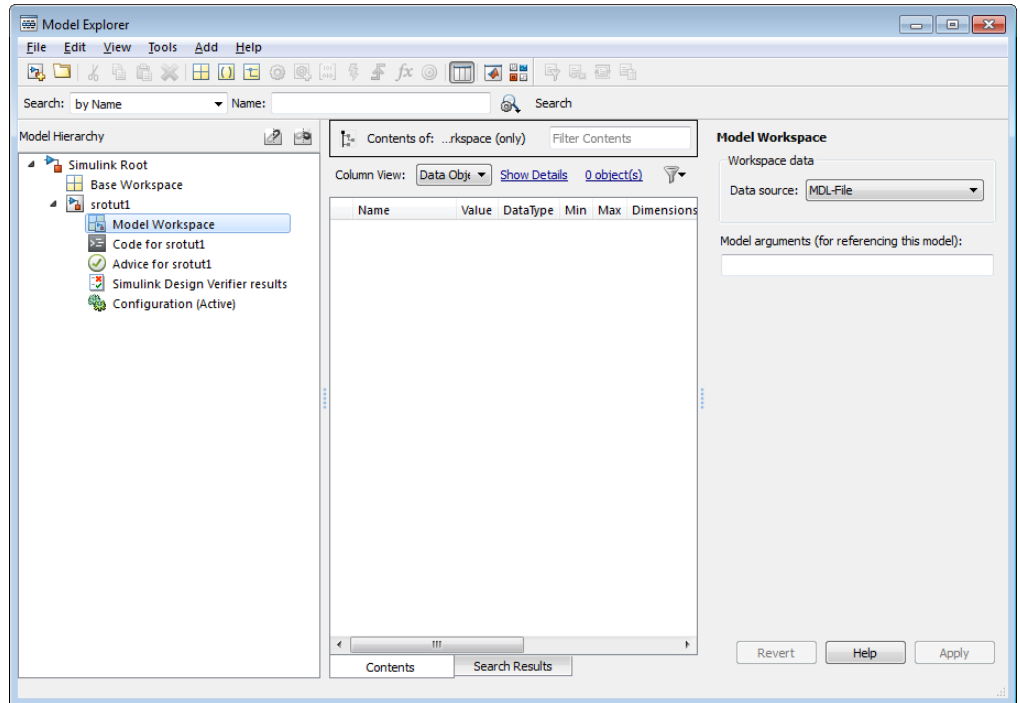 Model Explorer
File Edit View Tools Add Help
fx
Search: by Name Name: Search
Model Hierarchy
Simulink Root
Base Workspace
srotut1
Model Workspace
Code for srotut1
Advice for srotut1
Simulink Design Verifier results
Configuration (Active)
Contents of: ...rkspace (only) Filter Contents
Column View: Data Obje Show Details 0 object(s)
Name Value DataType Min Max Dimensions
Contents Search Results
Model Workspace
Workspace data
Data source: MDL-File
Model arguments (for referencing this model):
Revert Help Apply